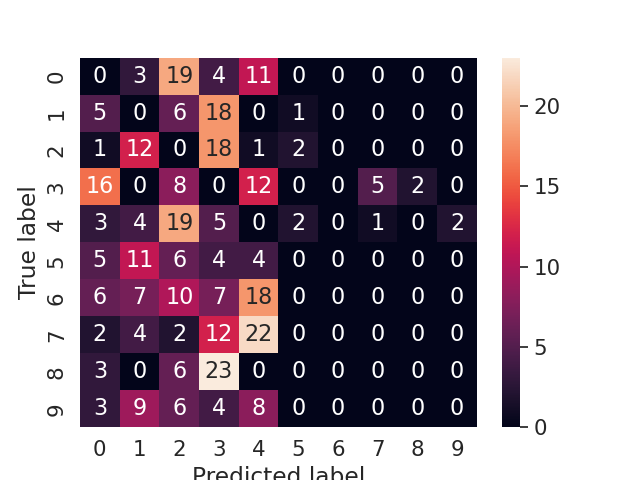 0 0 3 19 4 11 0 0 0 0 0
1 5 0 6 18 0 1 0 0 0 0
2 1 12 0 18 1 2 0 0 0 0
3 16 0 8 0 12 0 0 5 2 0
4 3 4 19 5 0 2 0 1 0 2
5 5 11 6 4 4 0 0 0 0 0
6 6 7 10 7 18 0 0 0 0 0
7 2 4 2 12 22 0 0 0 0 0
8 3 0 6 23 0 0 0 0 0 0
9 3 9 6 4 8 0 0 0 0 0
0 1 2 3 4 5 6 7 8 9
Predicted label
True label
20
15
10
5
0